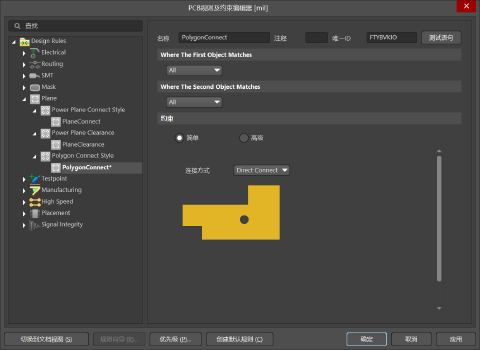 PCB规则及约束编辑器 [mil]
查找
Design Rules
Electrical
Routing
SMT
Mask
Plane
Power Plane Connect Style
PlaneConnect
Power Plane Clearance
PlaneClearance
Polygon Connect Style
PolygonConnect*
Testpoint
Manufacturing
High Speed
Placement
Signal Integrity
名称 PolygonConnect 注释 唯一ID FTYBVKIO 测试语句
Where The First Object Matches
All
Where The Second Object Matches
All
约束
简单 高级
连接方式 Direct Connect
切换到文档视图 (S) 优先级 (P)... 创建默认规则 (C) 确定 取消 应用